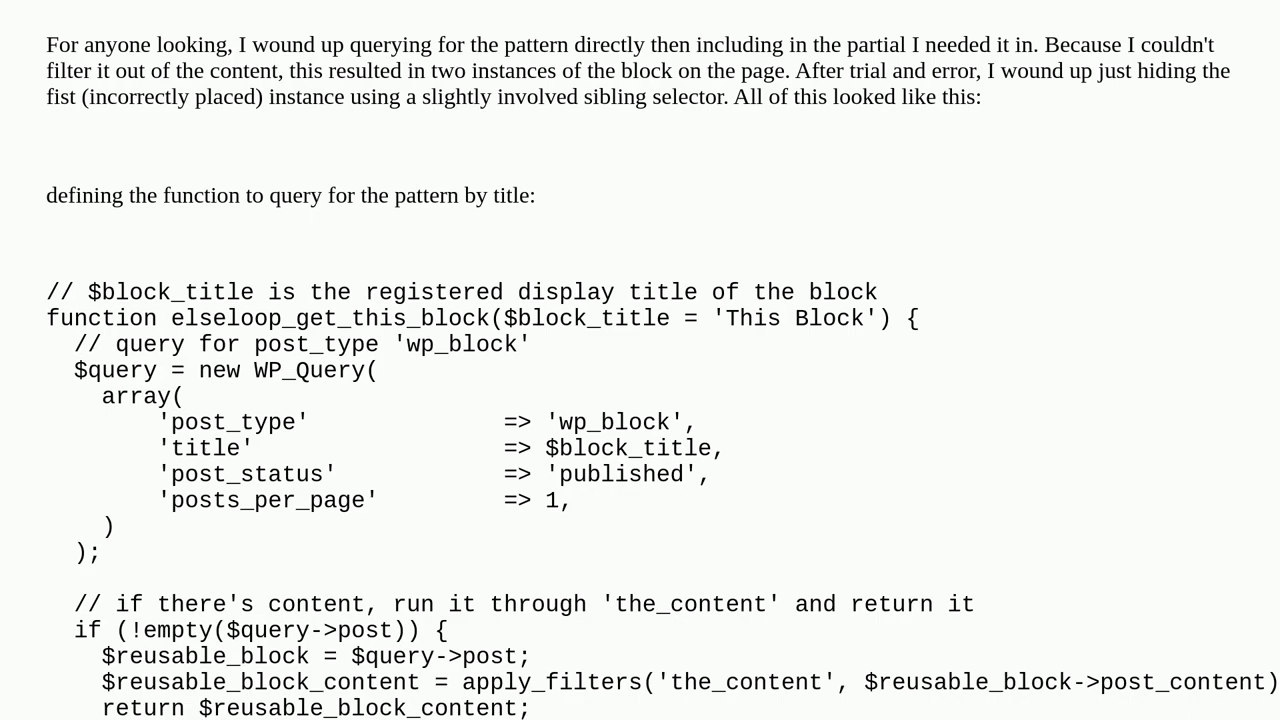 For anyone looking, I wound up querying for the pattern directly then including in the partial I needed it in. Because I couldn't
filter it out of the content, this resulted in two instances of the block on the page. After trial and error, I wound up just hiding the
fist (incorrectly placed) instance using a slightly involved sibling selector. All of this looked like this:
defining the function to query for the pattern by title:
// $block_title is the registered display title of the block
function elseloop_get_this_block($block_title = 'This Block') {
  // query for post_type 'wp_block'
  $query = new WP_Query(
    array(
        'post_type'              => 'wp_block',
        'title'                  => $block_title,
        'post_status'            => 'published',
        'posts_per_page'         => 1,
    )
  );
  // if there's content, run it through 'the_content' and return it
  if (!empty($query->post)) {
    $reusable_block = $query->post;
    $reusable_block_content = apply_filters('the_content', $reusable_block->post_content)
    return $reusable_block_content;